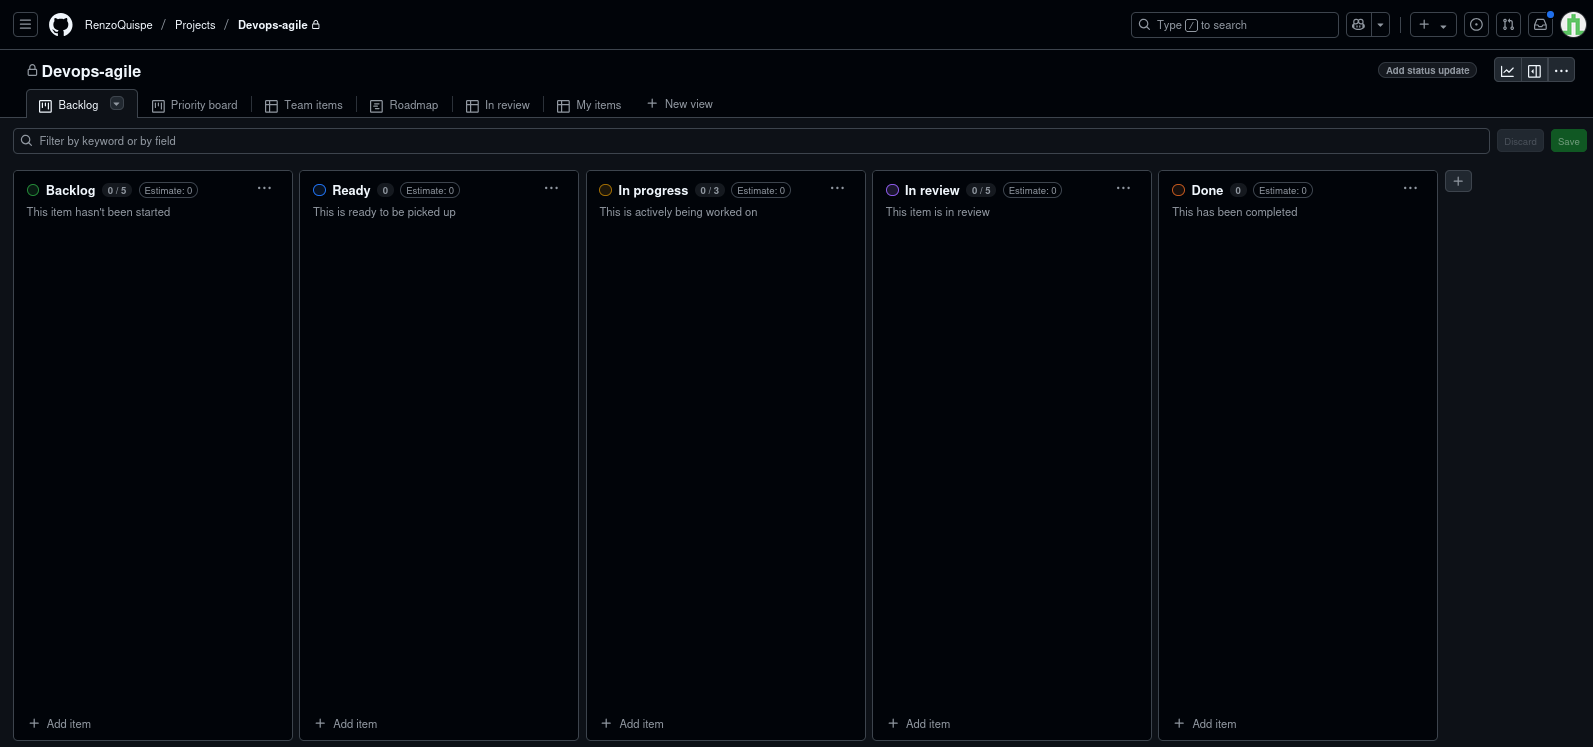 RenzoQuispe / Projects / Devops-agile
Type / to search
Devops-agile
Add status update
Backlog
Priority board
Team items
Roadmap
In review
My items
New view
Filter by keyword or by field
Discard
Save
Backlog 0 / 5 Estimate: 0
This item hasn't been started
Add item
Ready 0 Estimate: 0
This is ready to be picked up
Add item
In progress 0 / 3 Estimate: 0
This is actively being worked on
Add item
In review 0 / 5 Estimate: 0
This item is in review
Add item
Done 0 Estimate: 0
This has been completed
Add item